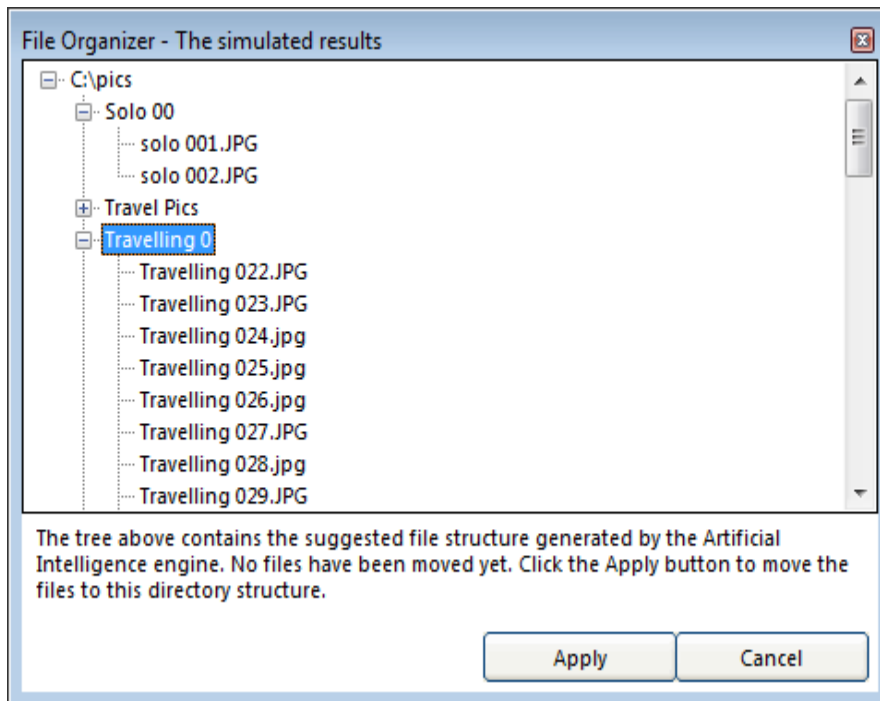 File Organizer - The simulated results
C:\pics
Solo 00
solo 001.JPG
solo 002.JPG
Travel Pics
Travelling 0
Travelling 022.JPG
Travelling 023.JPG
Travelling 024.jpg
Travelling 025.jpg
Travelling 026.jpg
Travelling 027.JPG
Travelling 028.jpg
Travelling 029.JPG
The tree above contains the suggested file structure generated by the Artificial
Intelligence engine. No files have been moved yet. Click the Apply button to move the
files to this directory structure.
Apply Cancel